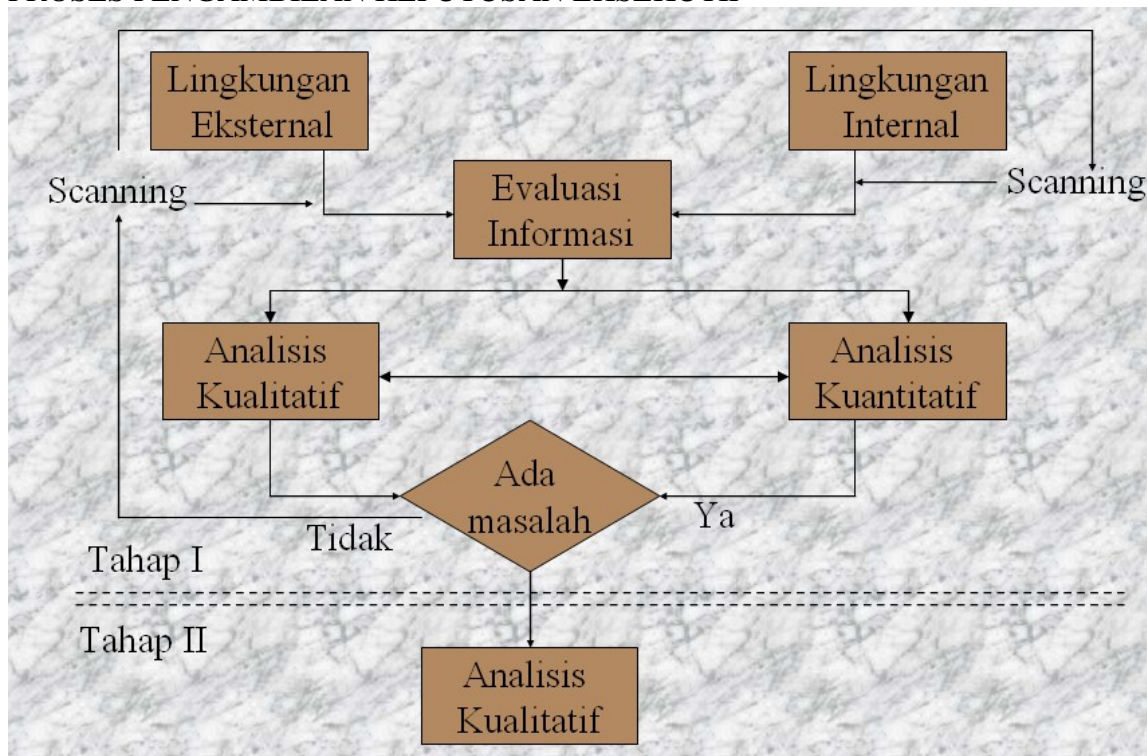 Lingkungan
Eksternal
Lingkungan
Internal
Scanning
Evaluasi
Informasi
Scanning
Analisis
Kualitatif
Analisis
Kuantitatif
Ada
masalah
Tidak
Ya
Tahap I
Tahap II
Analisis
Kualitatif